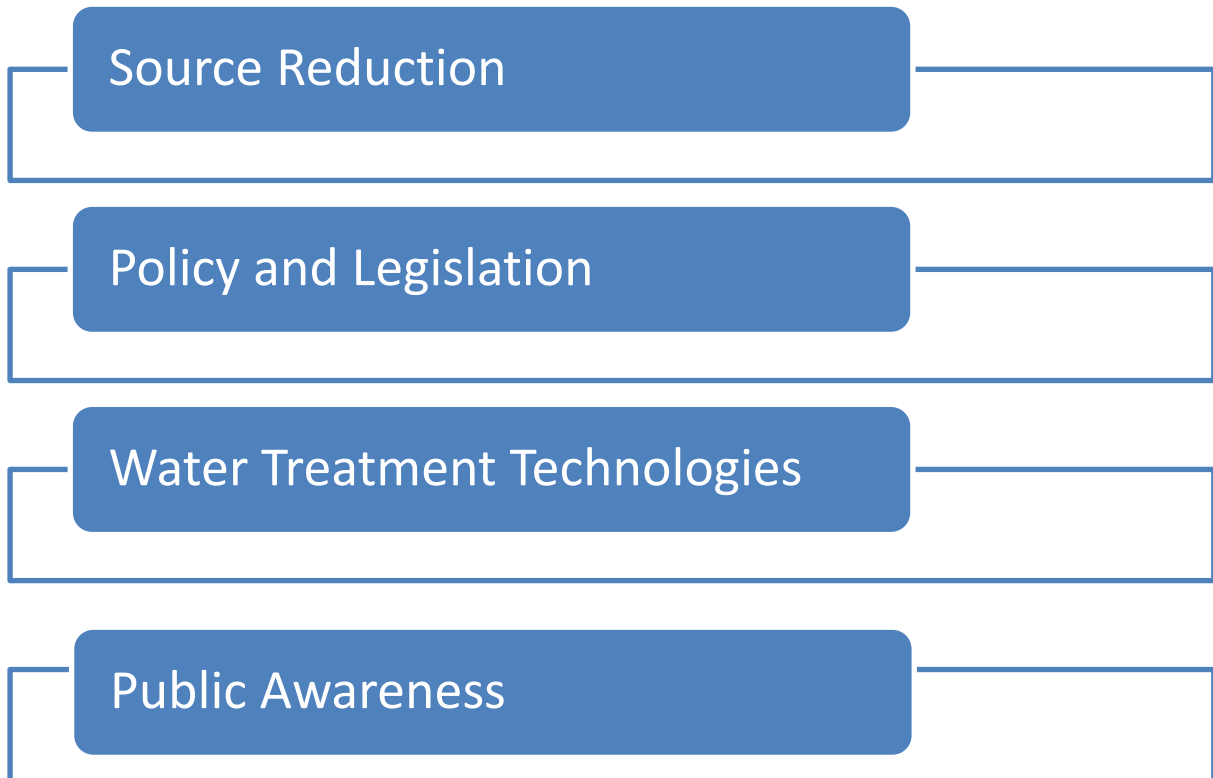 Source Reduction
Policy and Legislation
Water Treatment Technologies
Public Awareness